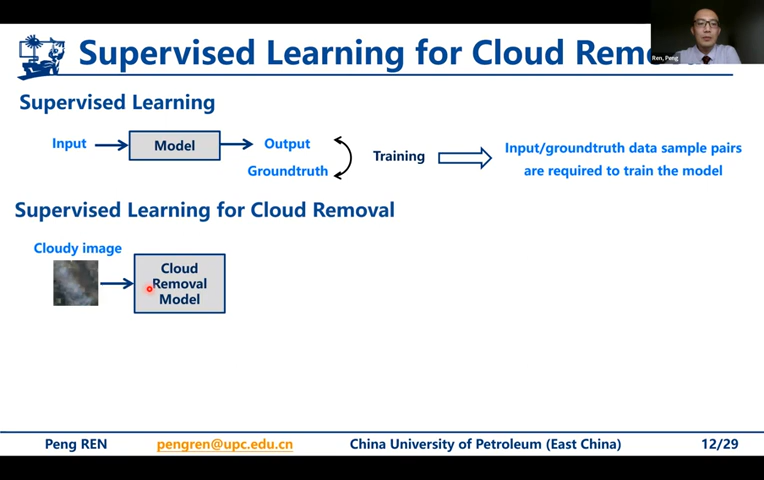 Supervised Learning for Cloud Rem
Ren, Peng
Supervised Learning
Input
Model
Output
Groundtruth
Training
Input/groundtruth data sample pairs
are required to train the model
Supervised Learning for Cloud Removal
Cloudy image
Cloud
Removal
Model
Peng REN
pengren@upc.edu.cn
China University of Petroleum (East China)
12/29